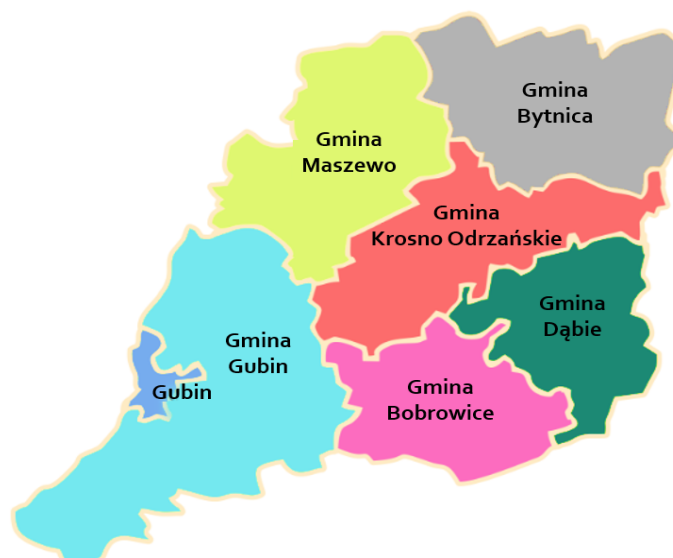 Gmina
Bytnica
Gmina
Maszewo
Gmina
Krosno Odrzańskie
Gmina
Dąbie
Gmina
Gubin
Gubin
Gmina
Bobrowice